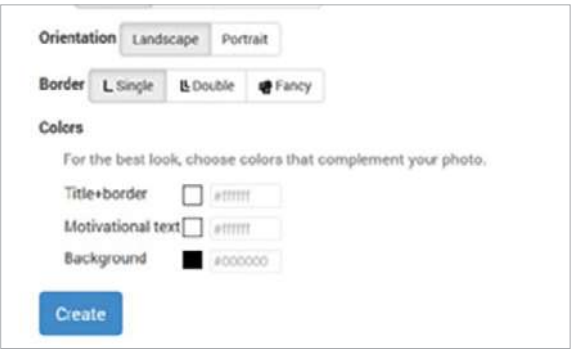 Orientation Landscape Portrait
Border Single Double Fancy
Colors
For the best look, choose colors that complement your photo.
Title+border #ffffff
Motivational text #ffffff
Background #000000
Create